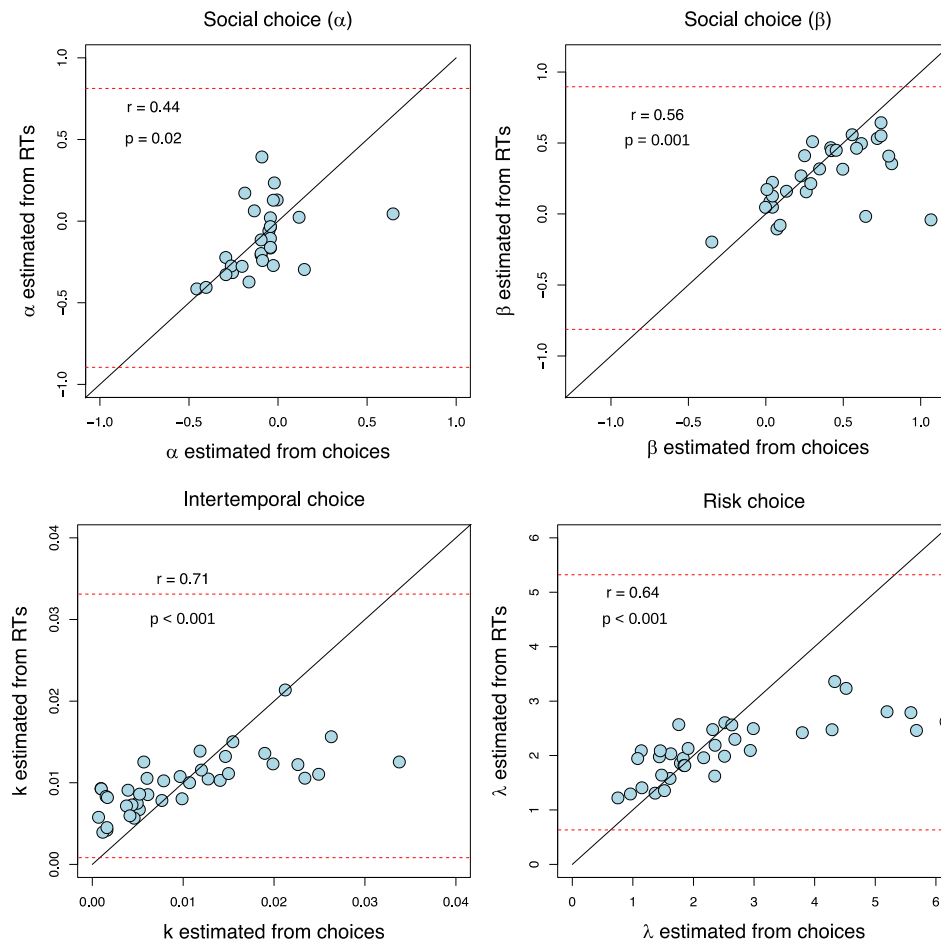 Social choice (α)
1.0
0.5
0.0
−0.5
−1.0
α estimated from RTs
r = 0.44
p = 0.02
−1.0 −0.5 0.0 0.5 1.0
α estimated from choices
Social choice (β)
1.0
0.5
0.0
−0.5
−1.0
β estimated from RTs
r = 0.56
p = 0.001
−1.0 −0.5 0.0 0.5 1.0
β estimated from choices
Intertemporal choice
0.04
0.03
0.02
0.01
0.00
k estimated from RTs
r = 0.71
p < 0.001
0.00 0.01 0.02 0.03 0.04
k estimated from choices
Risk choice
6
5
4
3
2
1
0
λ estimated from RTs
r = 0.64
p < 0.001
0 1 2 3 4 5 6
λ estimated from choices